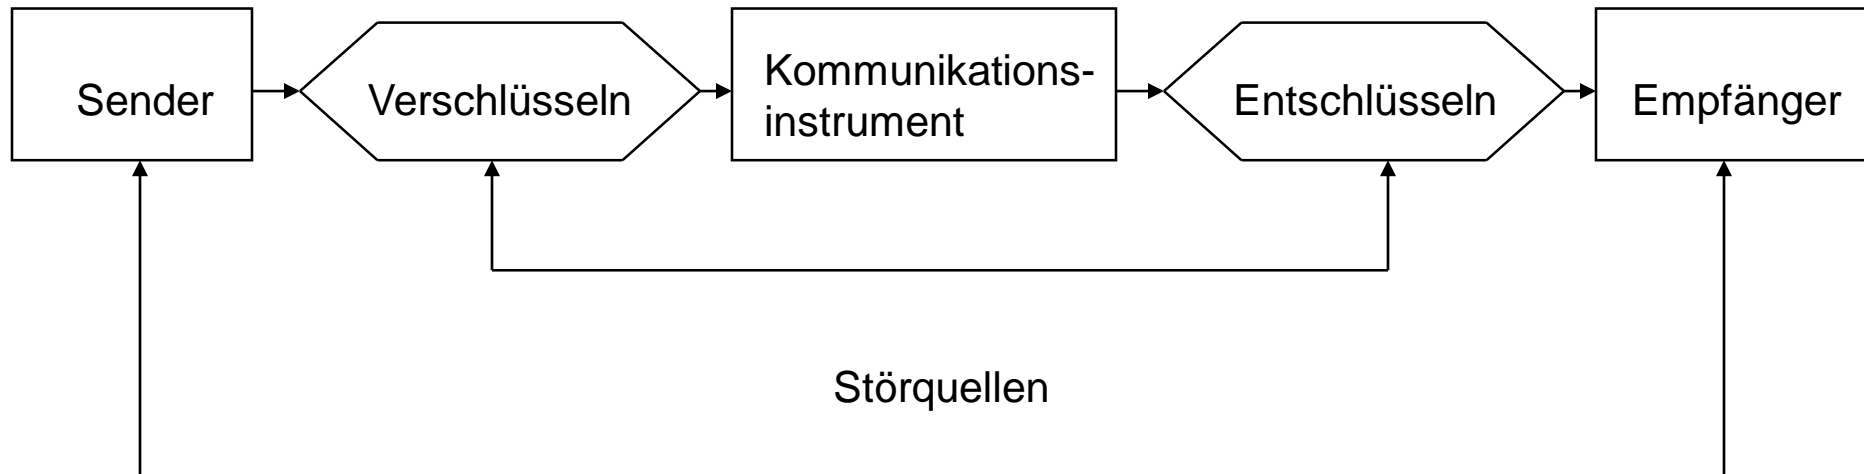 Sender
Verschlüsseln
Kommunikations-
instrument
Entschlüsseln
Empfänger
Störquellen